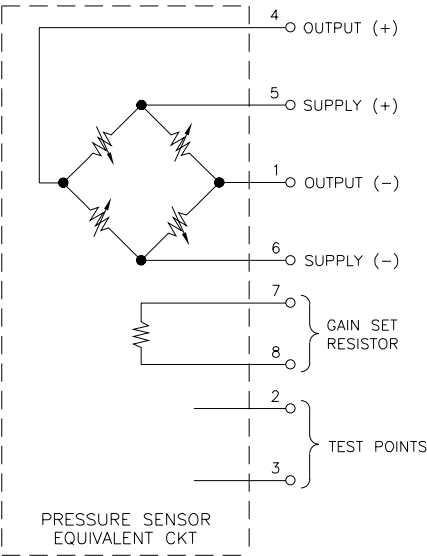 4
OUTPUT (+)
5
SUPPLY (+)
1
OUTPUT (-)
6
SUPPLY (-)
7
GAIN SET
RESISTOR
8
2
TEST POINTS
3
PRESSURE SENSOR
EQUIVALENT CKT